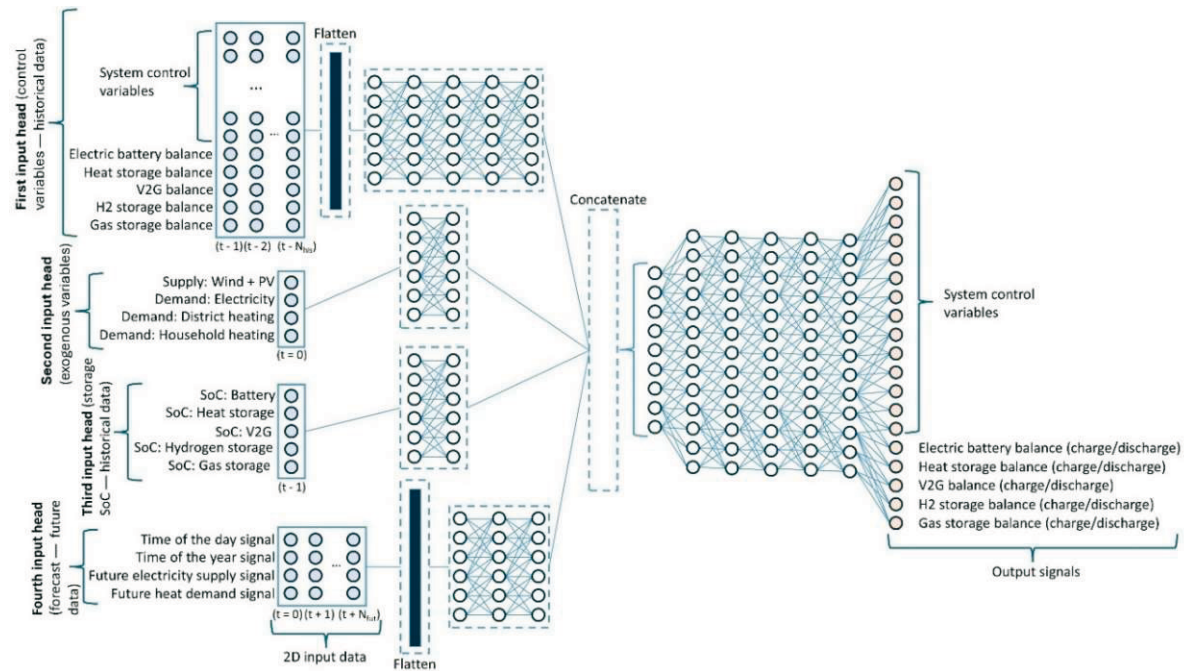 First input head (control
variables — historical data)
System control
variables
...
...
Electric battery balance
Heat storage balance
V2G balance
H2 storage balance
Gas storage balance
(t - 1) (t - 2) (t - Nhis)
Flatten
Second input head
(exogenous variables)
Supply: Wind + PV
Demand: Electricity
Demand: District heating
Demand: Household heating
(t = 0)
Third input head (storage
SoC — historical data)
SoC: Battery
SoC: Heat storage
SoC: V2G
SoC: Hydrogen storage
SoC: Gas storage
(t - 1)
Fourth input head
(forecast — future
data)
Time of the day signal
Time of the year signal
Future electricity supply signal
Future heat demand signal
...
(t = 0) (t + 1) (t + Nfut)
2D input data
Flatten
Concatenate
System control
variables
Electric battery balance (charge/discharge)
Heat storage balance (charge/discharge)
V2G balance (charge/discharge)
H2 storage balance (charge/discharge)
Gas storage balance (charge/discharge)
Output signals